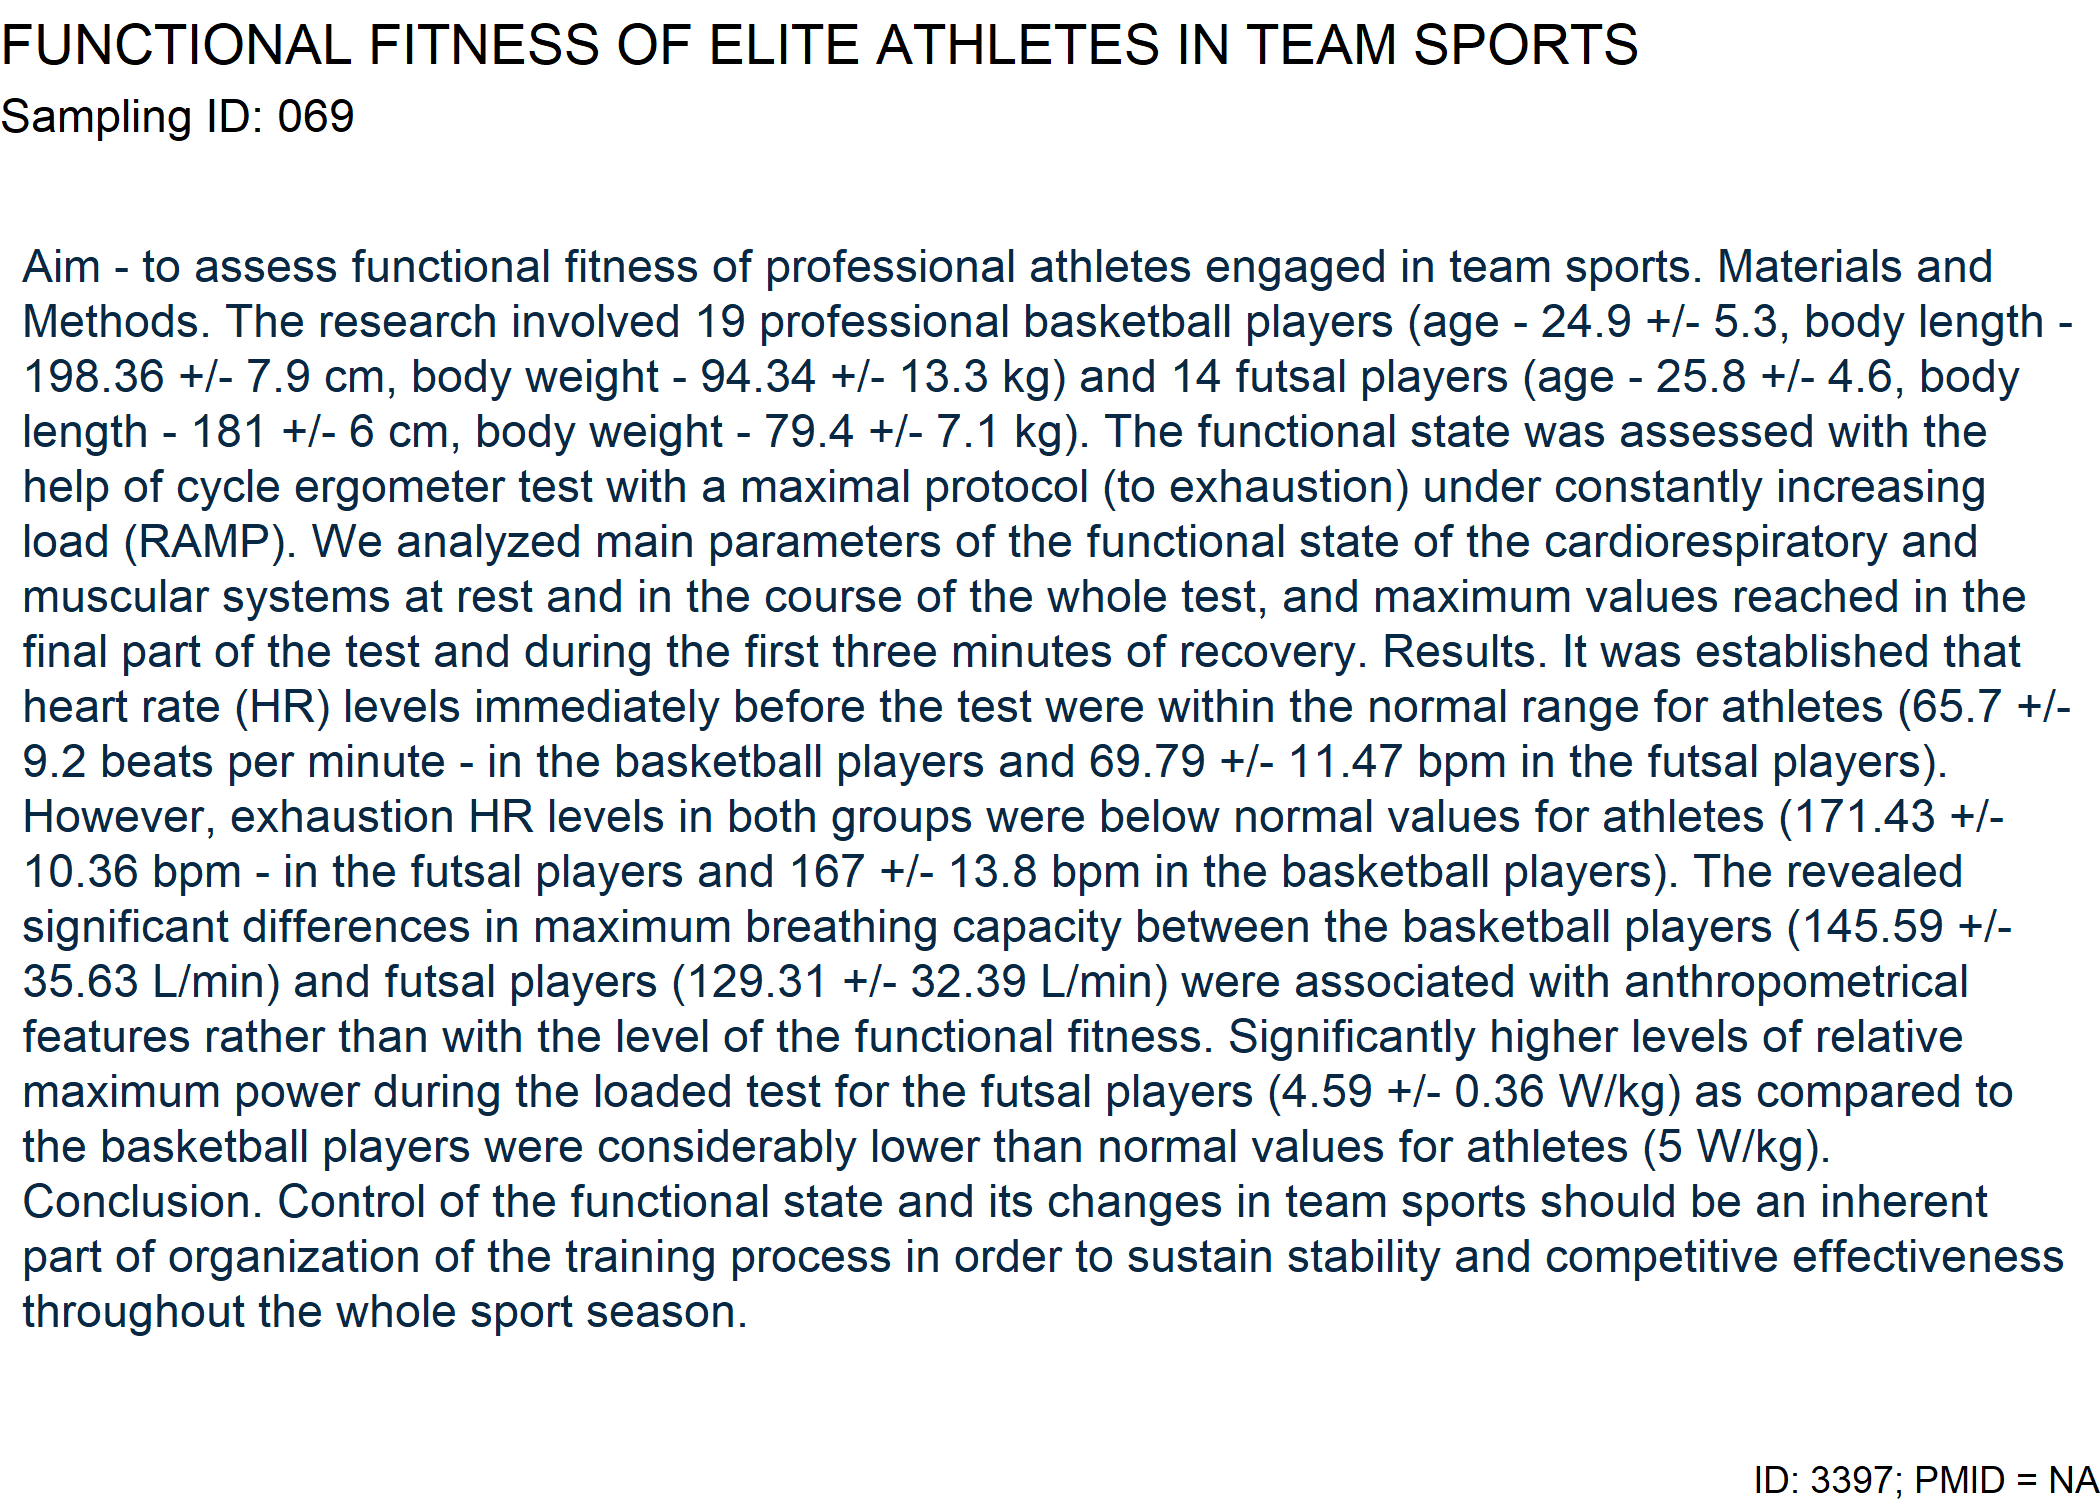 FUNCTIONAL FITNESS OF ELITE ATHLETES IN TEAM SPORTS
Sampling ID: 069
Aim - to assess functional fitness of professional athletes engaged in team sports. Materials and
Methods. The research involved 19 professional basketball players (age - 24.9 +/- 5.3, body length -
198.36 +/- 7.9 cm, body weight - 94.34 +/- 13.3 kg) and 14 futsal players (age - 25.8 +/- 4.6, body
length - 181 +/- 6 cm, body weight - 79.4 +/- 7.1 kg). The functional state was assessed with the
help of cycle ergometer test with a maximal protocol (to exhaustion) under constantly increasing
load (RAMP). We analyzed main parameters of the functional state of the cardiorespiratory and
muscular systems at rest and in the course of the whole test, and maximum values reached in the
final part of the test and during the first three minutes of recovery. Results. It was established that
heart rate (HR) levels immediately before the test were within the normal range for athletes (65.7 +/-
9.2 beats per minute - in the basketball players and 69.79 +/- 11.47 bpm in the futsal players).
However, exhaustion HR levels in both groups were below normal values for athletes (171.43 +/-
10.36 bpm - in the futsal players and 167 +/- 13.8 bpm in the basketball players). The revealed
significant differences in maximum breathing capacity between the basketball players (145.59 +/-
35.63 L/min) and futsal players (129.31 +/- 32.39 L/min) were associated with anthropometrical
features rather than with the level of the functional fitness. Significantly higher levels of relative
maximum power during the loaded test for the futsal players (4.59 +/- 0.36 W/kg) as compared to
the basketball players were considerably lower than normal values for athletes (5 W/kg).
Conclusion. Control of the functional state and its changes in team sports should be an inherent
part of organization of the training process in order to sustain stability and competitive effectiveness
throughout the whole sport season.
ID: 3397; PMID = NA